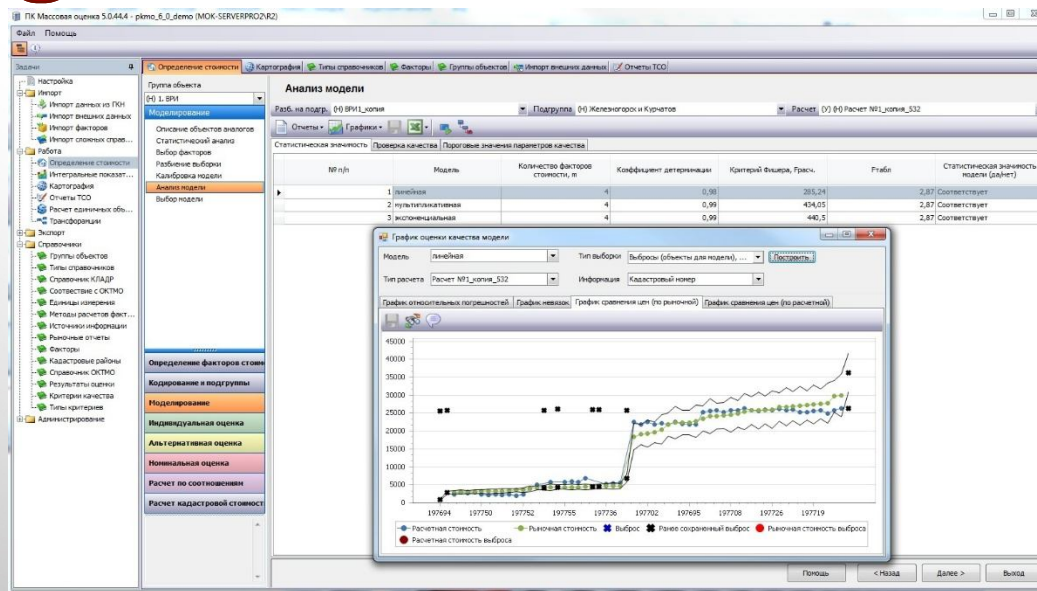 ПК Массовая оценка 5.0.44.4 - pkmo_6_0_demo (MOK-SERVERPRO2\R2)
Файл Помощь
Задачи
Настройка
Импорт
Импорт данных из ГКН
Импорт внешних данных
Импорт факторов
Импорт сложных справ...
Работа
Определение стоимости
Интегральные показат...
Картография
Отчеты ТСО
Расчет единичных объ...
Трансформации
Экспорт
Справочники
Группы объектов
Типы справочников
Справочник КЛАДР
Соотвествие с ОКТМО
Единицы измерения
Методы расчетов факт...
Источники информации
Рыночные отчеты
Факторы
Кадастровые районы
Справочник ОКТМО
Результаты оценки
Критерии качества
Типы критериев
Администрирование
Определение стоимости Картография Типы справочников Факторы Группы объектов Импорт внешних данных Отчеты ТСО
Группа объекта
(Н) 1. ВРИ
Моделирование
Описание объектов аналогов
Статистический анализ
Выбор факторов
Разбиение выборки
Калибровка модели
Анализ модели
Выбор модели
Определение факторов стоим
Кодирование и подгруппы
Моделирование
Индивидуальная оценка
Альтернативная оценка
Номинальная оценка
Расчет по соотношениям
Расчет кадастровой стоимост
Анализ модели
Разб. на подгр. (Н) ВРИ1_копия Подгруппа (Н) Железногорск и Курчатов Расчет (У) (Н) Расчет №1_копия_532
Отчеты Графики
Статистическая значимость Проверка качества Пороговые значения параметров качества
№ п/п Модель Количество факторов стоимости, m Коэффициент детерминации Критерий Фишера, Fрасч. Fтабл Статистическая значимость модели (да/нет)
1 линейная 4 0,98 285,24 2,87 Соответствует
2 мультипликативная 4 0,99 434,05 2,87 Соответствует
3 экспоненциальная 4 0,99 440,5 2,87 Соответствует
График оценки качества модели
Модель линейная Тип выборки Выбросы (объекты для модели), ... Построить
Тип расчета Расчет №1_копия_532 Информация Кадастровый номер
График относительных погрешностей График невязок График сравнения цен (по рыночной) График сравнения цен (по расчетной)
45000
40000
35000
30000
25000
20000
15000
10000
5000
0
197694 197750 197752 197755 197736 197702 197695 197708 197726 197719
Расчетная стоимость Рыночная стоимость Выброс Ранее сохраненный выброс Рыночная стоимость выброса
Расчетная стоимость выброса
Помощь < Назад Далее > Выход